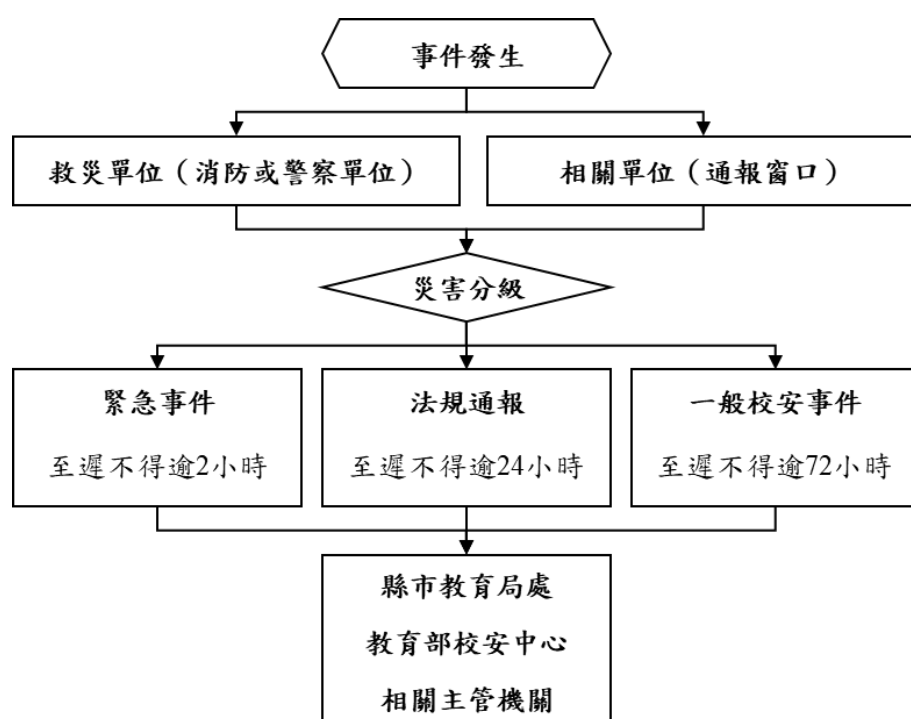 事件發生
救災單位（消防或警察單位）
相關單位（通報窗口）
災害分級
緊急事件
至遲不得逾2小時
法規通報
至遲不得逾24小時
一般校安事件
至遲不得逾72小時
縣市教育局處
教育部校安中心
相關主管機關